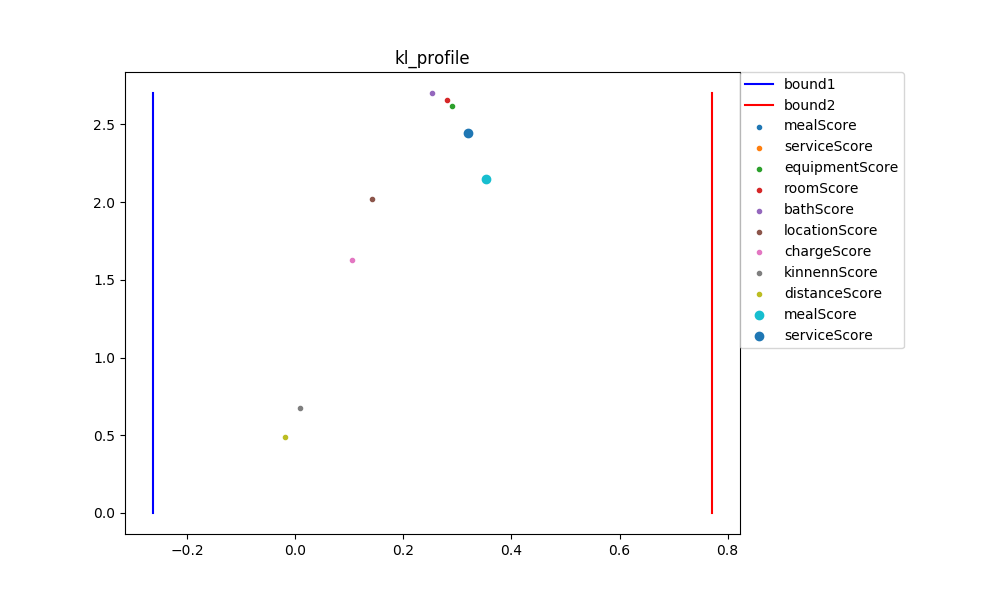 kl_profile
2.5
2.0
1.5
1.0
0.5
0.0
−0.2
0.0
0.2
0.4
0.6
0.8
bound1
bound2
mealScore
serviceScore
equipmentScore
roomScore
bathScore
locationScore
chargeScore
kinnennScore
distanceScore
mealScore
serviceScore